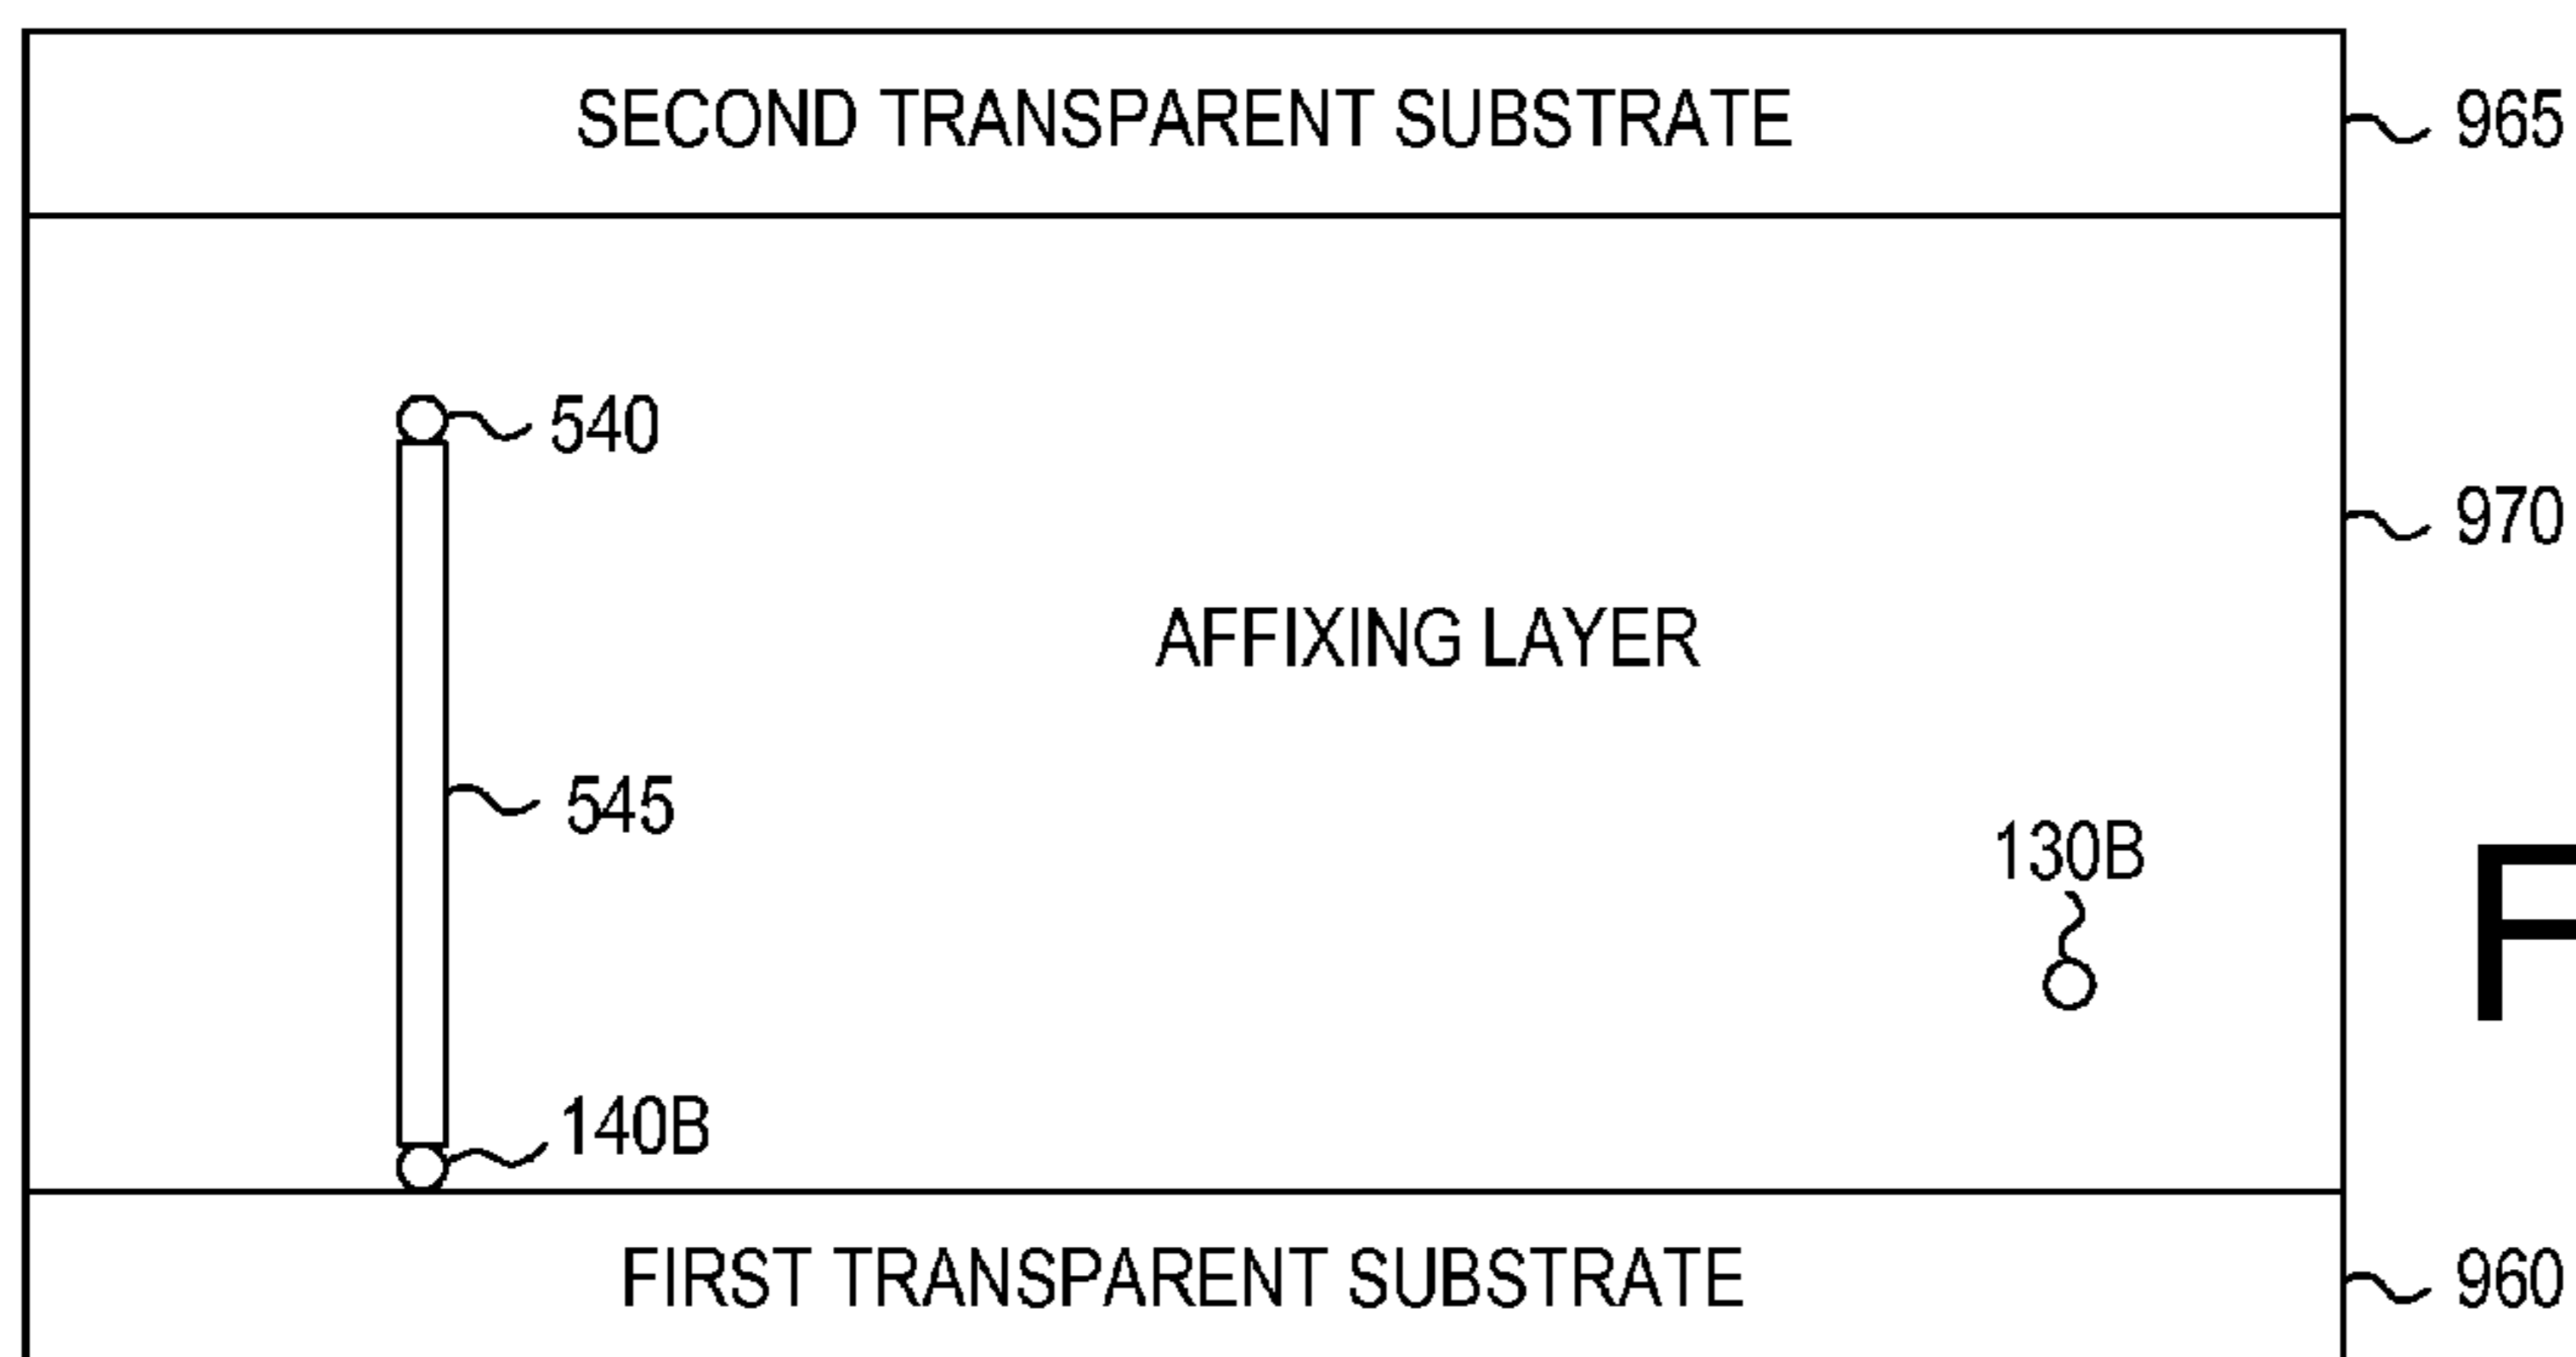 SECOND TRANSPARENT SUBSTRATE 965
540
970
AFFIXING LAYER
545
130B
F
140B
FIRST TRANSPARENT SUBSTRATE 960